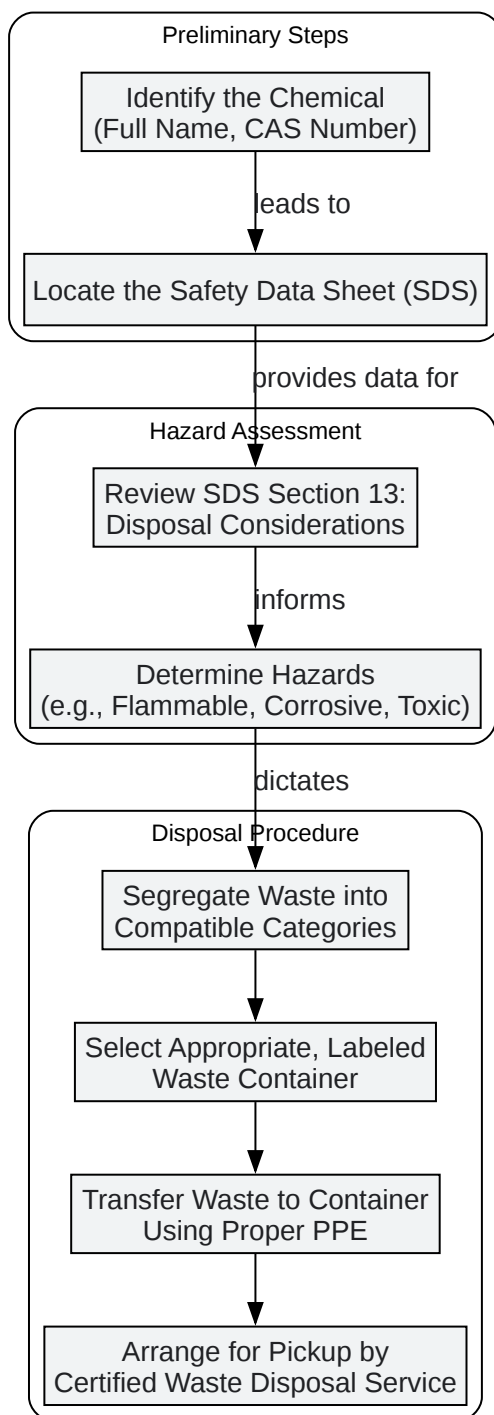 Preliminary Steps
Identify the Chemical
(Full Name, CAS Number)
leads to
Locate the Safety Data Sheet (SDS)
provides data for
Hazard Assessment
Review SDS Section 13:
Disposal Considerations
informs
Determine Hazards
(e.g., Flammable, Corrosive, Toxic)
dictates
Disposal Procedure
Segregate Waste into
Compatible Categories
Select Appropriate, Labeled
Waste Container
Transfer Waste to Container
Using Proper PPE
Arrange for Pickup by
Certified Waste Disposal Service